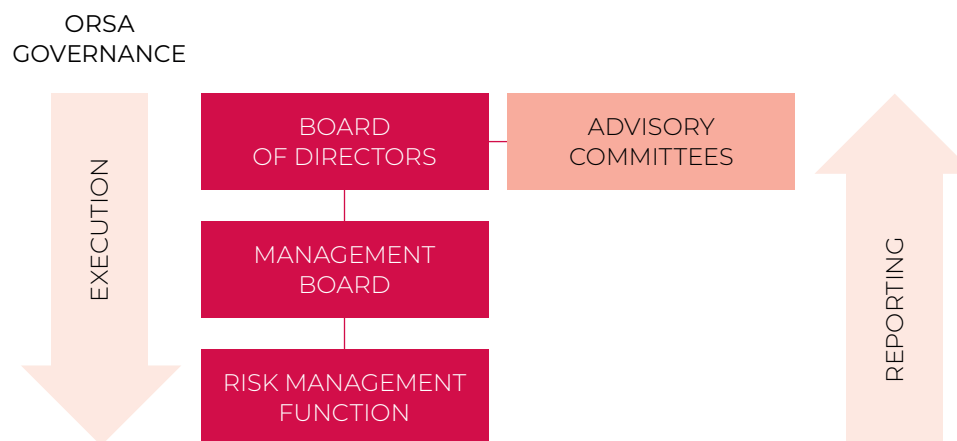 ORSA
GOVERNANCE
EXECUTION
BOARD
OF DIRECTORS
ADVISORY
COMMITTEES
MANAGEMENT
BOARD
RISK MANAGEMENT
FUNCTION
REPORTING